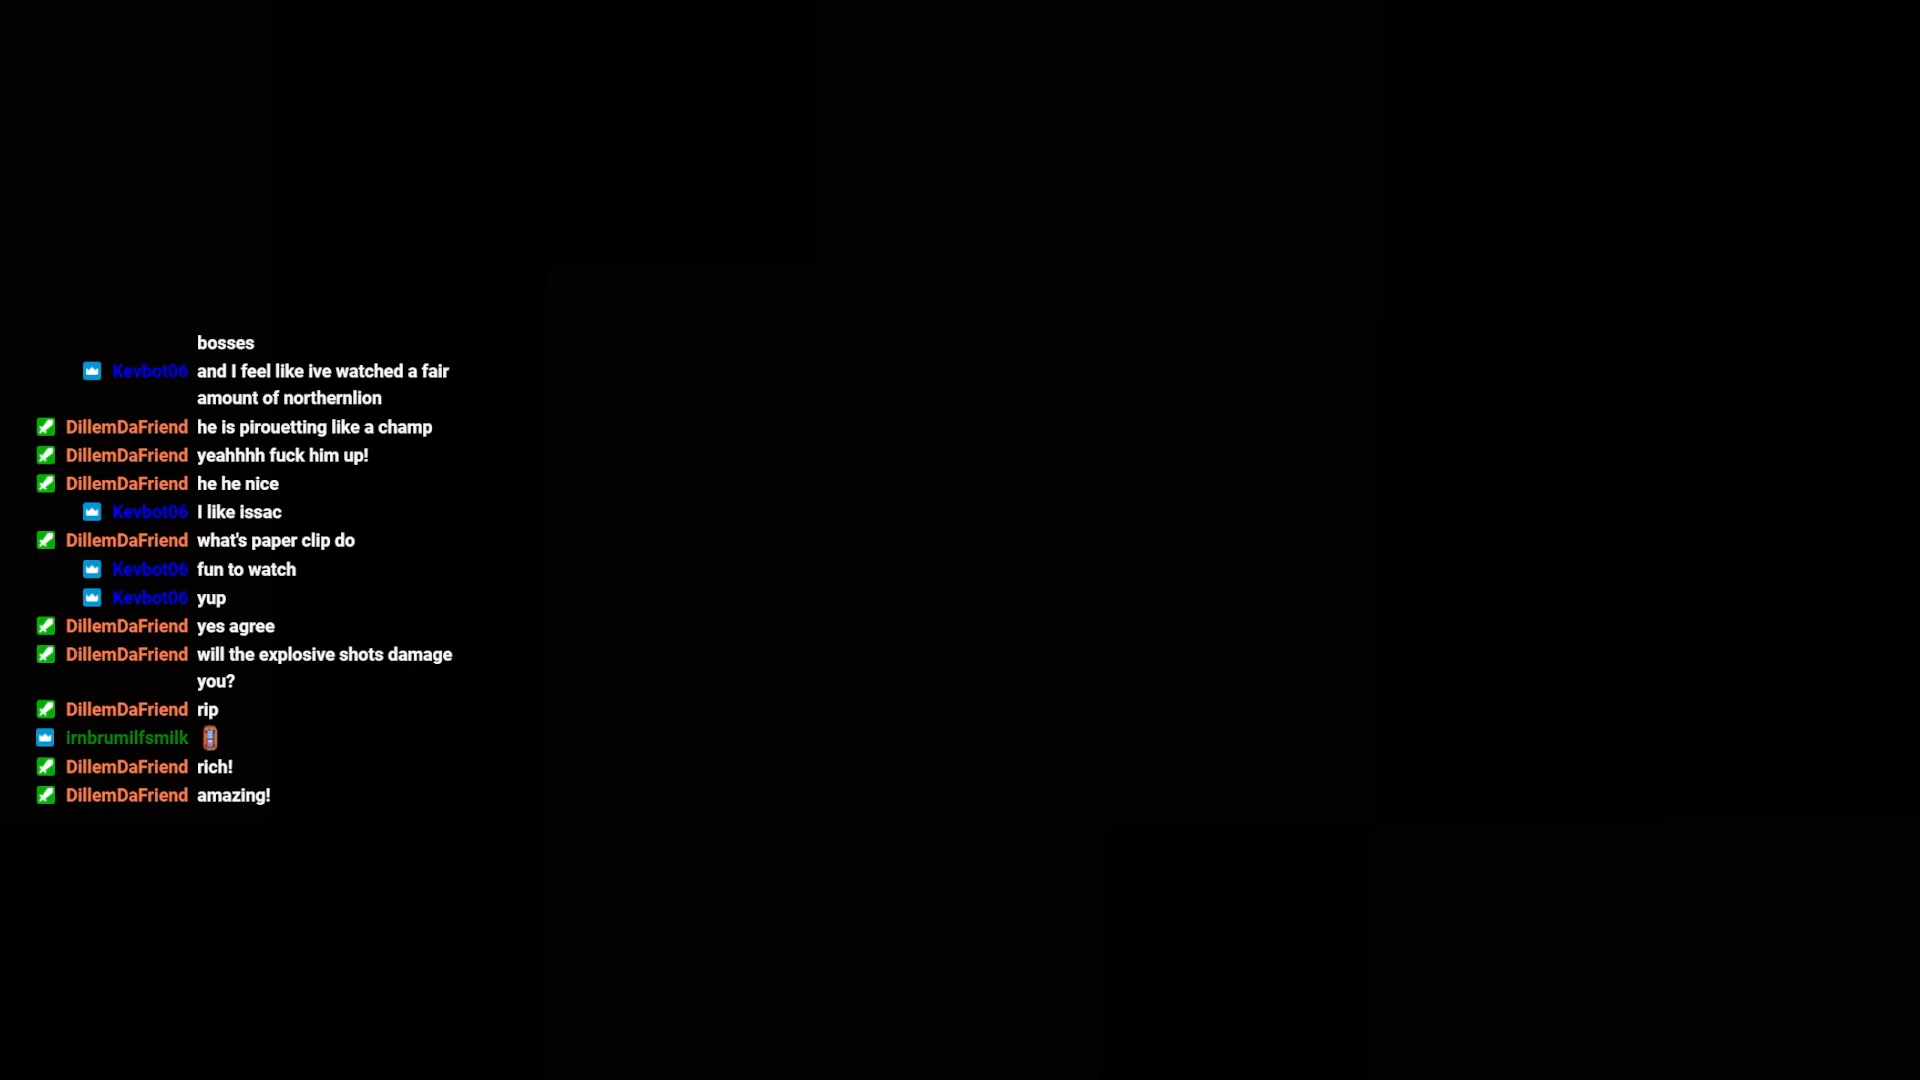 bosses
Kevbot06 and I feel like ive watched a fair
amount of northernlion
DillemDaFriend he is pirouetting like a champ
DillemDaFriend yeahhhh fuck him up!
DillemDaFriend he he nice
Kevbot06 I like issac
DillemDaFriend what's paper clip do
Kevbot06 fun to watch
Kevbot06 yup
DillemDaFriend yes agree
DillemDaFriend will the explosive shots damage
you?
DillemDaFriend rip
irnbrumilfsmilk
DillemDaFriend rich!
DillemDaFriend amazing!